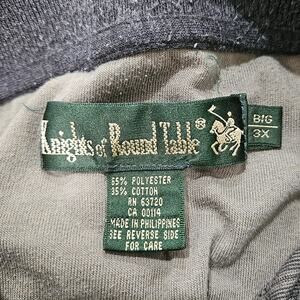 Knights of Round Table®
BIG
3X
65% POLYESTER
35% COTTON
RN 63720
CA 00114
MADE IN PHILIPPINES
SEE REVERSE SIDE
FOR CARE